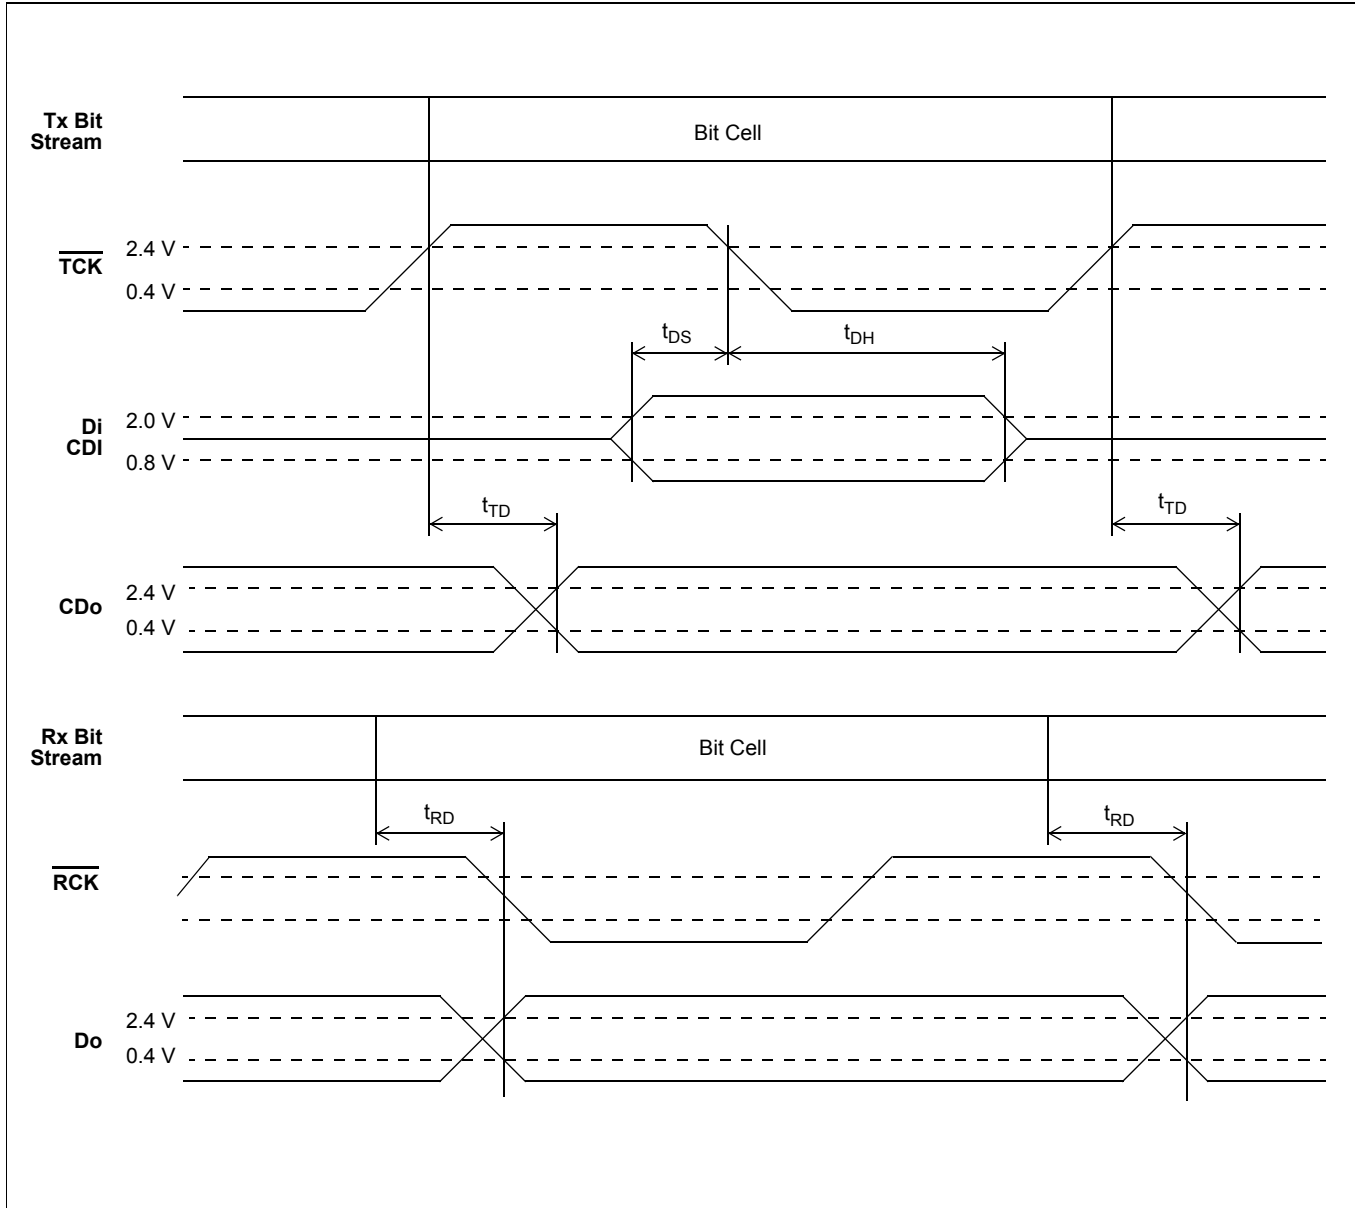 Tx Bit
Stream
Bit Cell
TCK
2.4 V
0.4 V
tDS
tDH
Di
CDI
2.0 V
0.8 V
tTD
tTD
CDo
2.4 V
0.4 V
Rx Bit
Stream
Bit Cell
tRD
tRD
RCK
Do
2.4 V
0.4 V